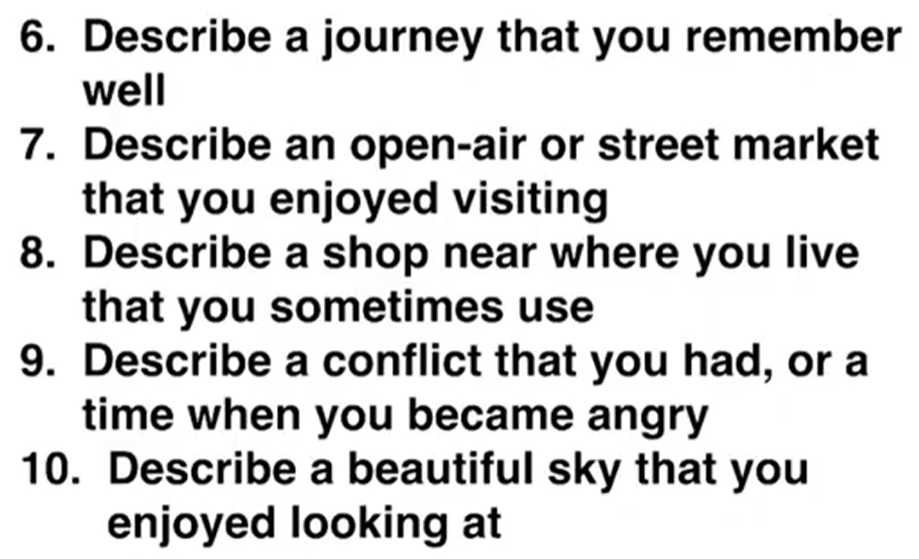 6. Describe a journey that you remember
well
7. Describe an open-air or street market
that you enjoyed visiting
8. Describe a shop near where you live
that you sometimes use
9. Describe a conflict that you had, or a
time when you became angry
10. Describe a beautiful sky that you
enjoyed looking at